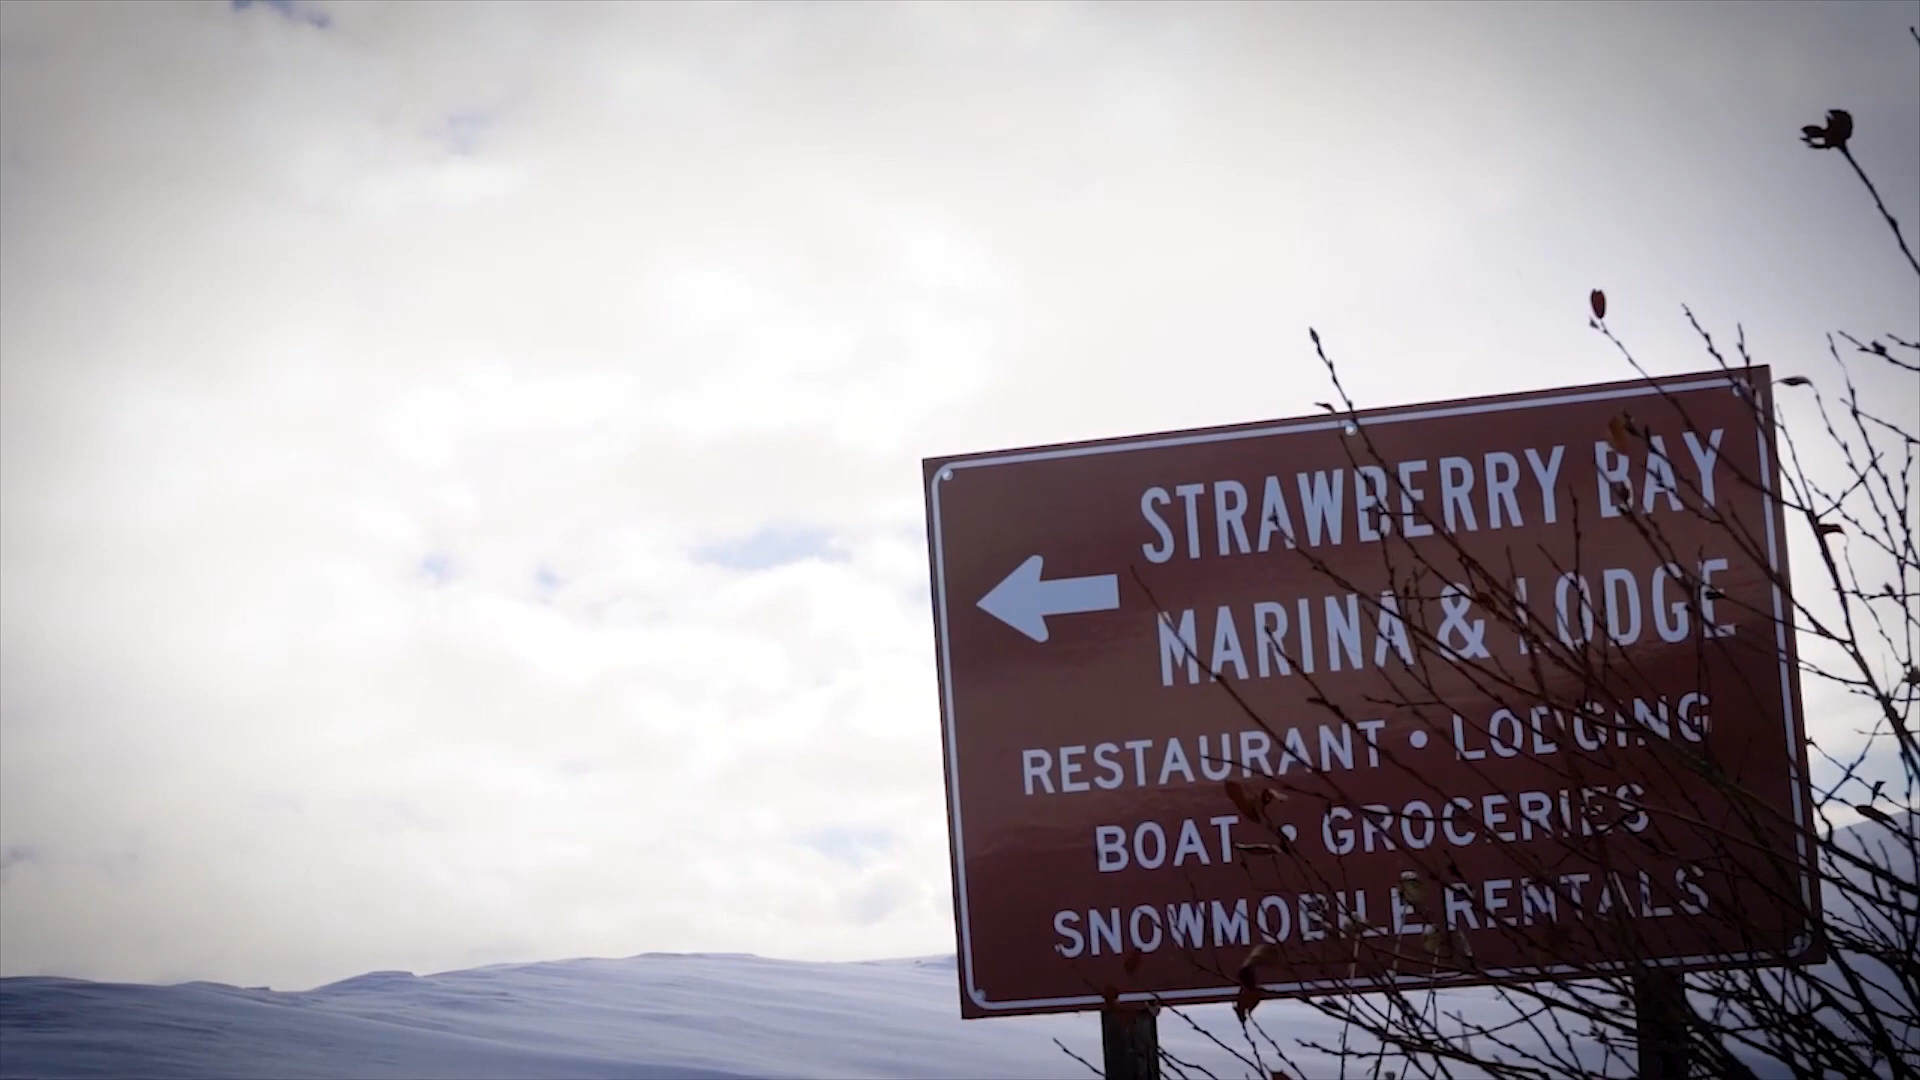 STRAWBERRY BAY
MARINA & LODGE
RESTAURANT • LODGING
BOAT • GROCERIES
SNOWMOBILE RENTALS